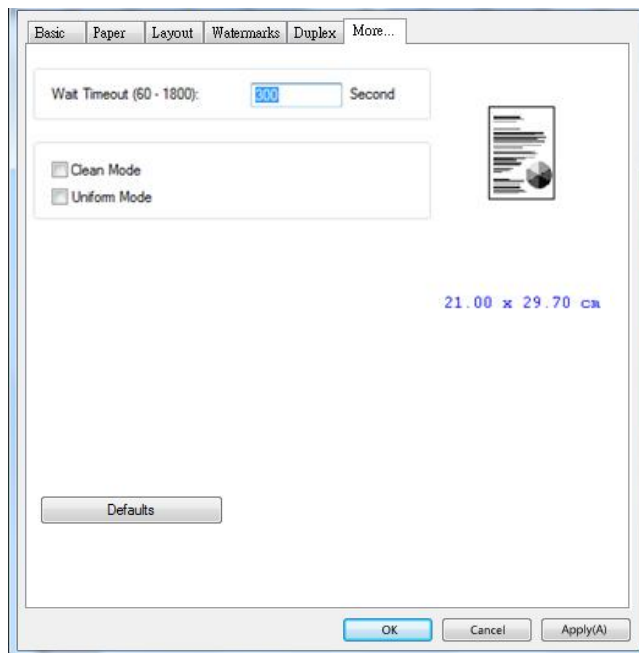 Basic Paper Layout Watermarks Duplex More...
Wait Timeout (60 - 1800): 300 Second
Clean Mode
Uniform Mode
21.00 x 29.70 cm
Defaults
OK Cancel Apply(A)